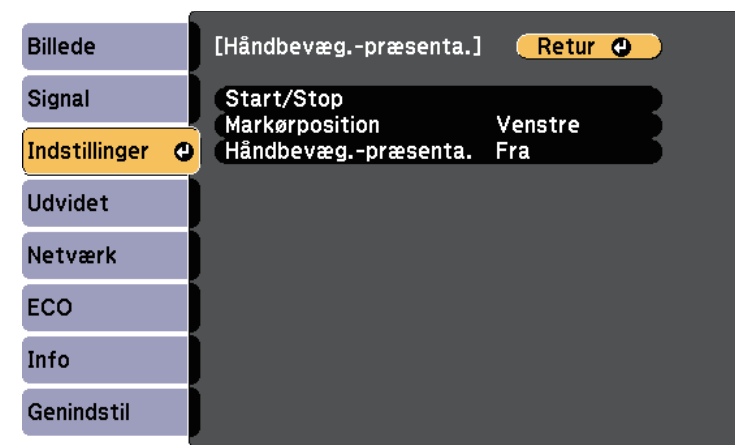 Billede
Signal
Indstillinger
Udvidet
Netværk
ECO
Info
Genindstil
[Håndbevæg.-præsenta.] Retur
Start/Stop
Markørposition Venstre
Håndbevæg.-præsenta. Fra